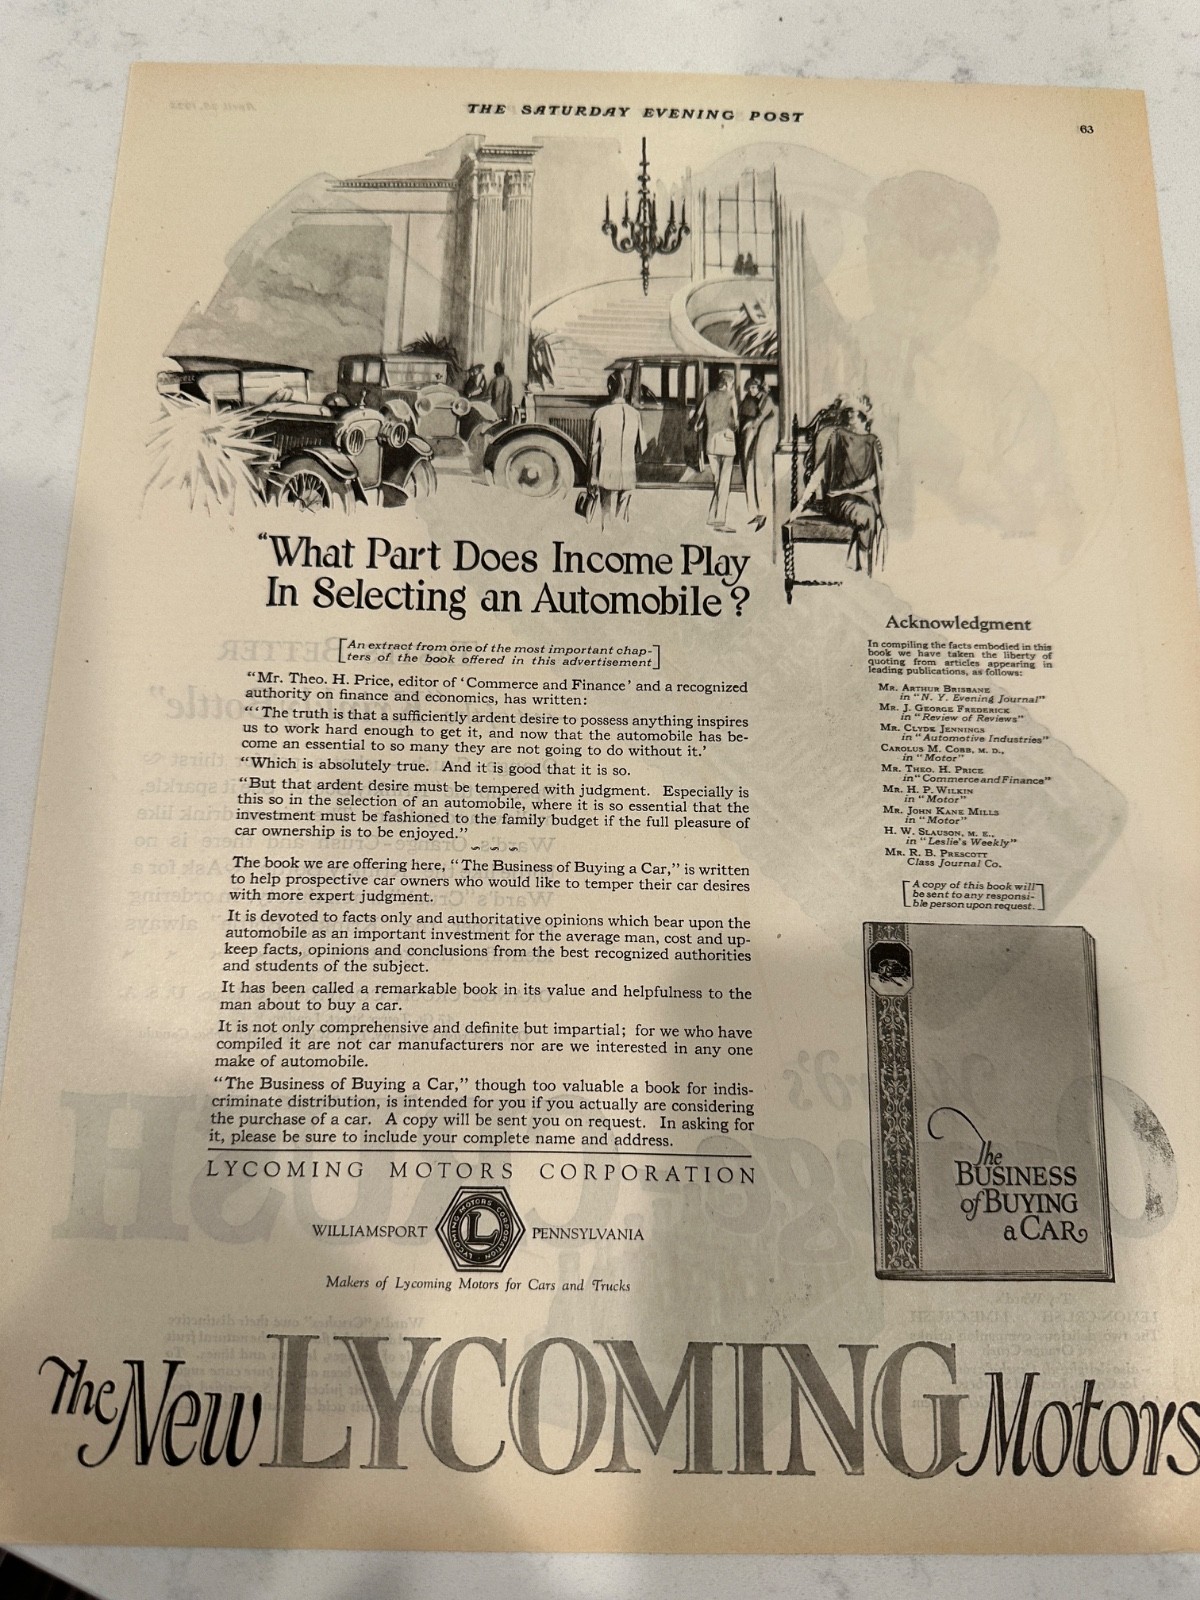 THE SATURDAY EVENING POST
63
"What Part Does Income Play
In Selecting an Automobile?
[An extract from one of the most important chap-
ters of the book offered in this advertisement]
"Mr. Theo. H. Price, editor of 'Commerce and Finance' and a recognized
authority on finance and economics, has written:
"'The truth is that a sufficiently ardent desire to possess anything inspires
us to work hard enough to get it, and now that the automobile has be-
come an essential to so many they are not going to do without it.'
"Which is absolutely true. And it is good that it is so.
"But that ardent desire must be tempered with judgment. Especially is
this so in the selection of an automobile, where it is so essential that the
investment must be fashioned to the family budget if the full pleasure of
car ownership is to be enjoyed."
The book we are offering here, "The Business of Buying a Car," is written
to help prospective car owners who would like to temper their car desires
with more expert judgment.
It is devoted to facts only and authoritative opinions which bear upon the
automobile as an important investment for the average man, cost and up-
keep facts, opinions and conclusions from the best recognized authorities
and students of the subject.
It has been called a remarkable book in its value and helpfulness to the
man about to buy a car.
It is not only comprehensive and definite but impartial; for we who have
compiled it are not car manufacturers nor are we interested in any one
make of automobile.
"The Business of Buying a Car," though too valuable a book for indis-
criminate distribution, is intended for you if you actually are considering
the purchase of a car. A copy will be sent you on request. In asking for
it, please be sure to include your complete name and address.
LYCOMING MOTORS CORPORATION
WILLIAMSPORT
LYCOMING MOTORS CORPORATION
L
PENNSYLVANIA
Makers of Lycoming Motors for Cars and Trucks
Acknowledgment
In compiling the facts embodied in this
book we have taken the liberty of
quoting from articles appearing in
leading publications, as follows:
Mr. Arthur Brisbane
in "N. Y. Evening Journal"
Mr. J. George Frederick
in "Review of Reviews"
Mr. Clyde Jennings
in "Automotive Industries"
Carolus M. Cobb, M. D.,
in "Motor"
Mr. Theo. H. Price
in "Commerce and Finance"
Mr. H. P. Wilkin
in "Motor"
Mr. John Kane Mills
in "Motor"
H. W. Slauson, M. E.,
in "Leslie's Weekly"
Mr. R. B. Prescott
Class Journal Co.
[A copy of this book will
be sent to any responsi-
ble person upon request.]
The
BUSINESS
of BUYING
a CAR
The New LYCOMING Motors